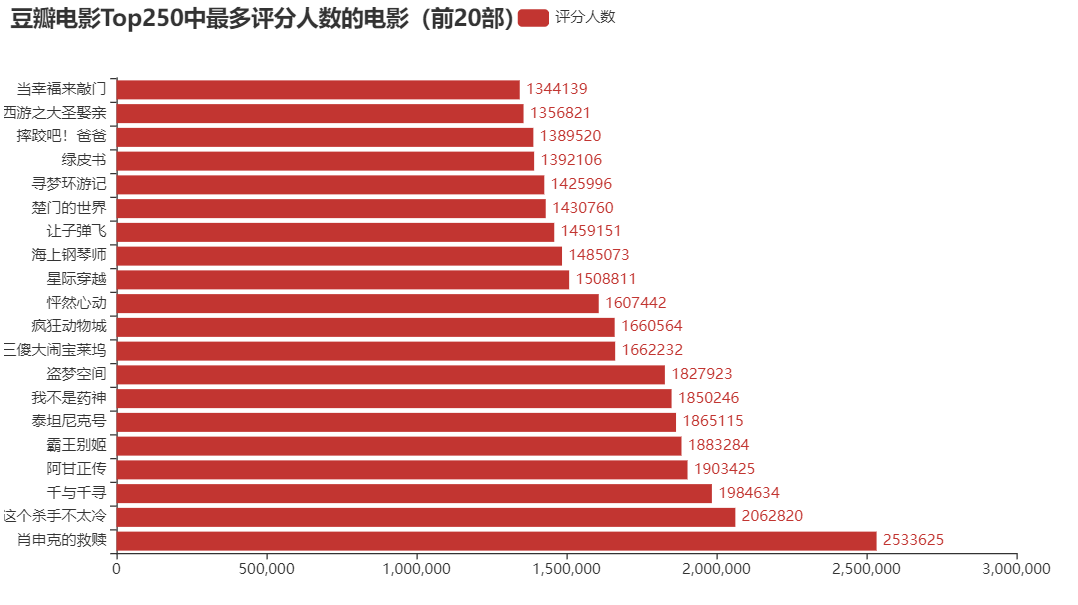 豆瓣电影Top250中最多评分人数的电影（前20部）
评分人数
当幸福来敲门 1344139
西游之大圣娶亲 1356821
摔跤吧！爸爸 1389520
绿皮书 1392106
寻梦环游记 1425996
楚门的世界 1430760
让子弹飞 1459151
海上钢琴师 1485073
星际穿越 1508811
怦然心动 1607442
疯狂动物城 1660564
三傻大闹宝莱坞 1662232
盗梦空间 1827923
我不是药神 1850246
泰坦尼克号 1865115
霸王别姬 1883284
阿甘正传 1903425
千与千寻 1984634
这个杀手不太冷 2062820
肖申克的救赎 2533625
0 500,000 1,000,000 1,500,000 2,000,000 2,500,000 3,000,000